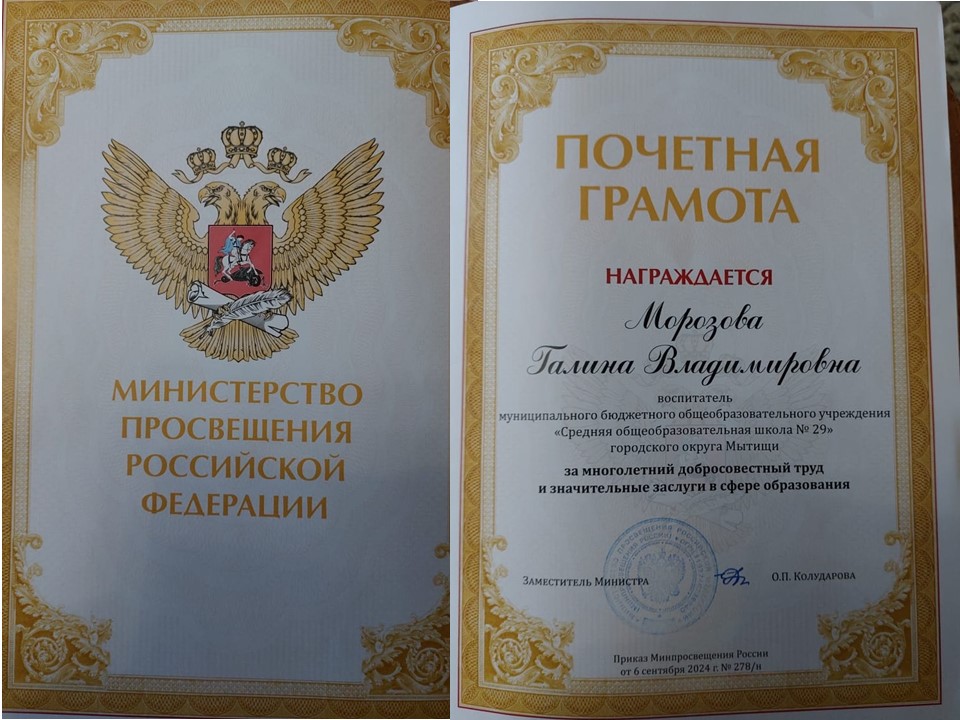 МИНИСТЕРСТВО
ПРОСВЕЩЕНИЯ
РОССИЙСКОЙ
ФЕДЕРАЦИИ
ПОЧЕТНАЯ
ГРАМОТА
НАГРАЖДАЕТСЯ
Морозова
Галина Владимировна
воспитатель
муниципального бюджетного общеобразовательного учреждения
«Средняя общеобразовательная школа № 29»
городского округа Мытищи
за многолетний добросовестный труд
и значительные заслуги в сфере образования
Заместитель Министра
О.П. Колударова
Приказ Минпросвещения России
от 6 сентября 2024 г. № 278/н